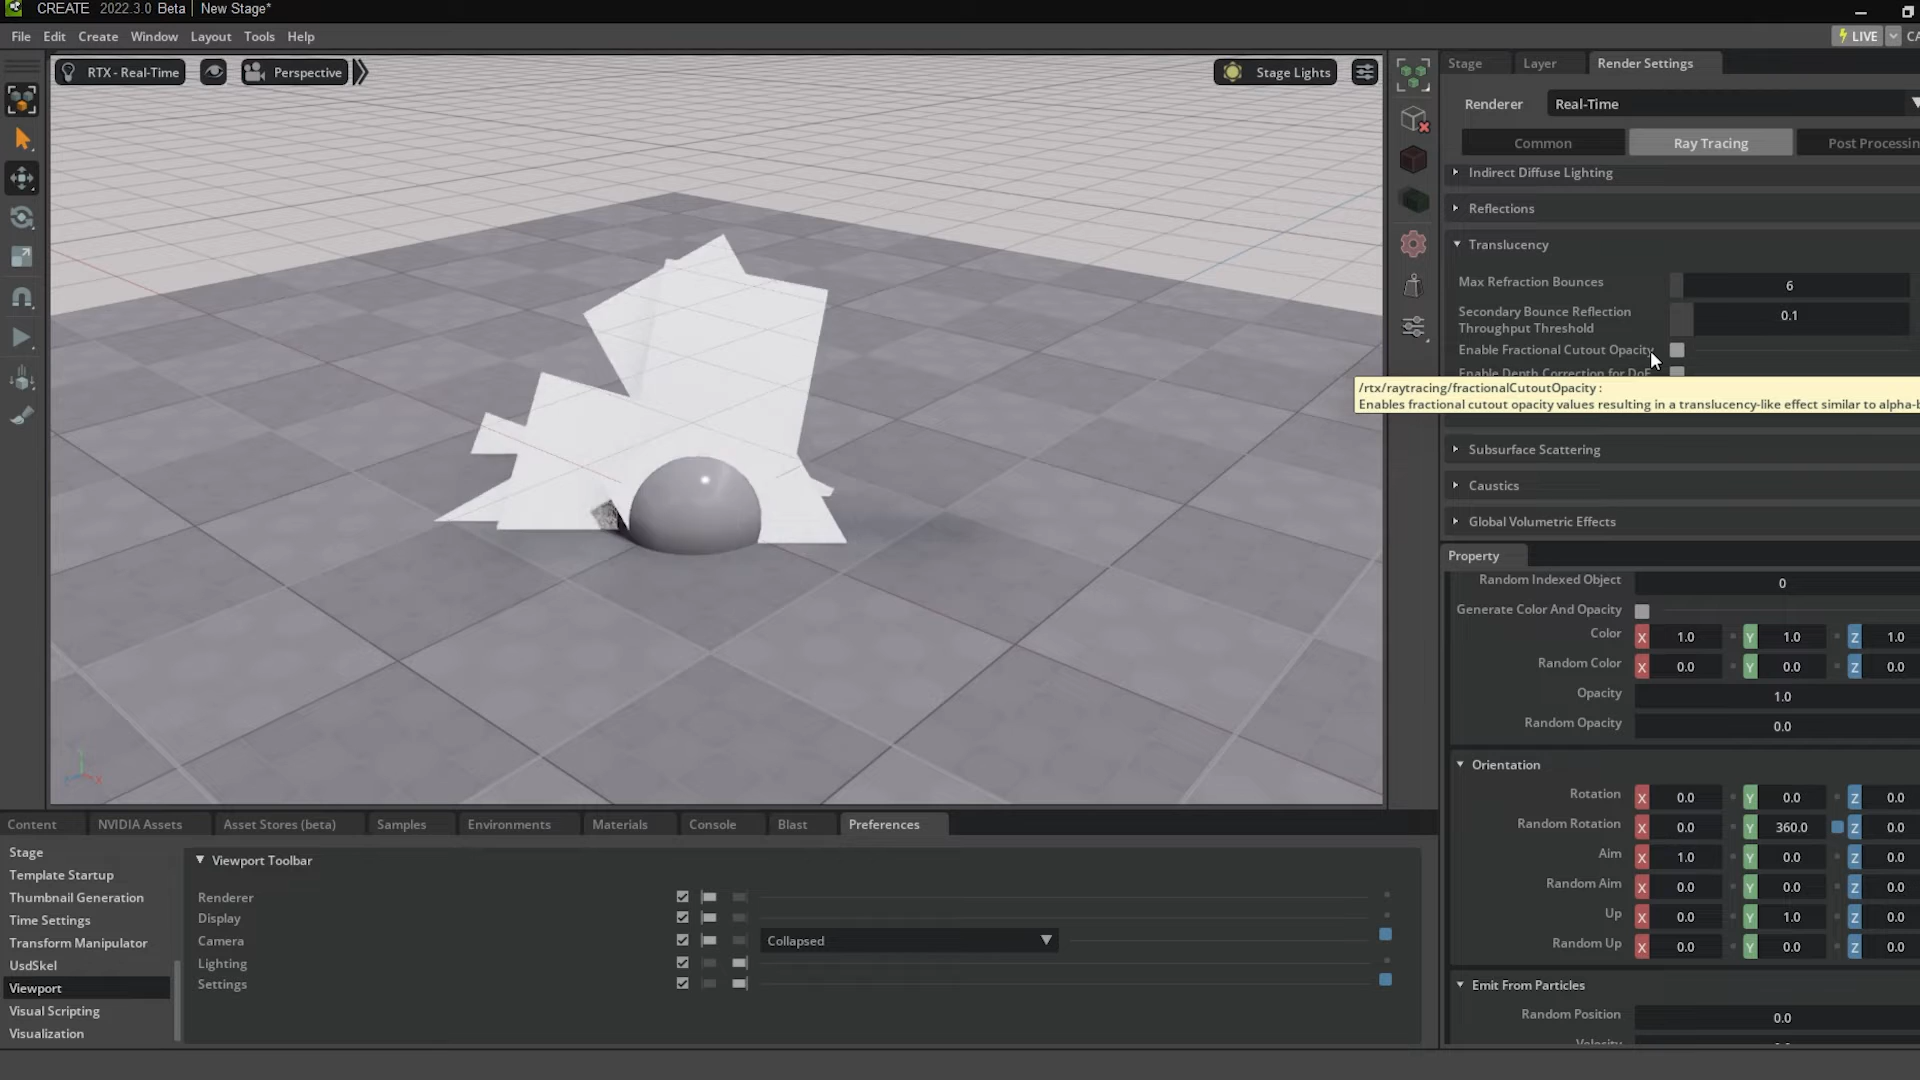 CREATE 2022.3.0 Beta New Stage*
File Edit Create Window Layout Tools Help
LIVE
RTX - Real-Time
Perspective
Stage Lights
Stage Layer Render Settings
Renderer Real-Time
Common Ray Tracing Post Processin
Indirect Diffuse Lighting
Reflections
Translucency
Max Refraction Bounces 6
Secondary Bounce Reflection
Throughput Threshold 0.1
Enable Fractional Cutout Opacity
Enable Depth Correction for DoF
/rtx/raytracing/fractionalCutoutOpacity :
Enables fractional cutout opacity values resulting in a translucency-like effect similar to alpha-b
Subsurface Scattering
Caustics
Global Volumetric Effects
Property
Random Indexed Object 0
Generate Color And Opacity
Color X 1.0 Y 1.0 Z 1.0
Random Color X 0.0 Y 0.0 Z 0.0
Opacity 1.0
Random Opacity 0.0
Orientation
Rotation X 0.0 Y 0.0 Z 0.0
Random Rotation X 0.0 Y 360.0 Z 0.0
Aim X 1.0 Y 0.0 Z 0.0
Random Aim X 0.0 Y 0.0 Z 0.0
Up X 0.0 Y 1.0 Z 0.0
Random Up X 0.0 Y 0.0 Z 0.0
Emit From Particles
Random Position 0.0
Velocity
Content NVIDIA Assets Asset Stores (beta) Samples Environments Materials Console Blast Preferences
Stage
Template Startup
Thumbnail Generation
Time Settings
Transform Manipulator
UsdSkel
Viewport
Visual Scripting
Visualization
Viewport Toolbar
Renderer
Display
Camera Collapsed
Lighting
Settings